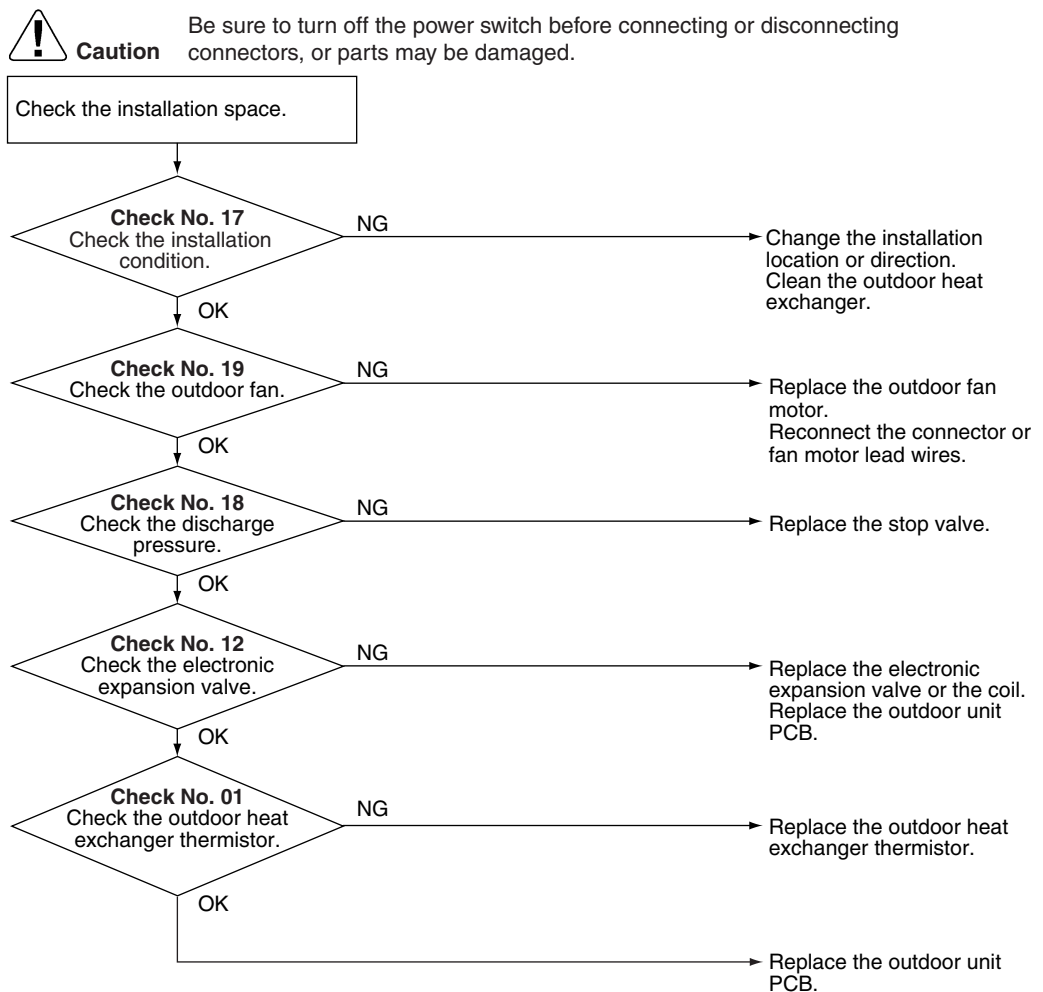 Be sure to turn off the power switch before connecting or disconnecting
Caution connectors, or parts may be damaged.
Check the installation space.
Check No. 17
Check the installation
condition.
NG
Change the installation
location or direction.
Clean the outdoor heat
exchanger.
OK
Check No. 19
Check the outdoor fan.
NG
Replace the outdoor fan
motor.
Reconnect the connector or
fan motor lead wires.
OK
Check No. 18
Check the discharge
pressure.
NG
Replace the stop valve.
OK
Check No. 12
Check the electronic
expansion valve.
NG
Replace the electronic
expansion valve or the coil.
Replace the outdoor unit
PCB.
OK
Check No. 01
Check the outdoor heat
exchanger thermistor.
NG
Replace the outdoor heat
exchanger thermistor.
OK
Replace the outdoor unit
PCB.